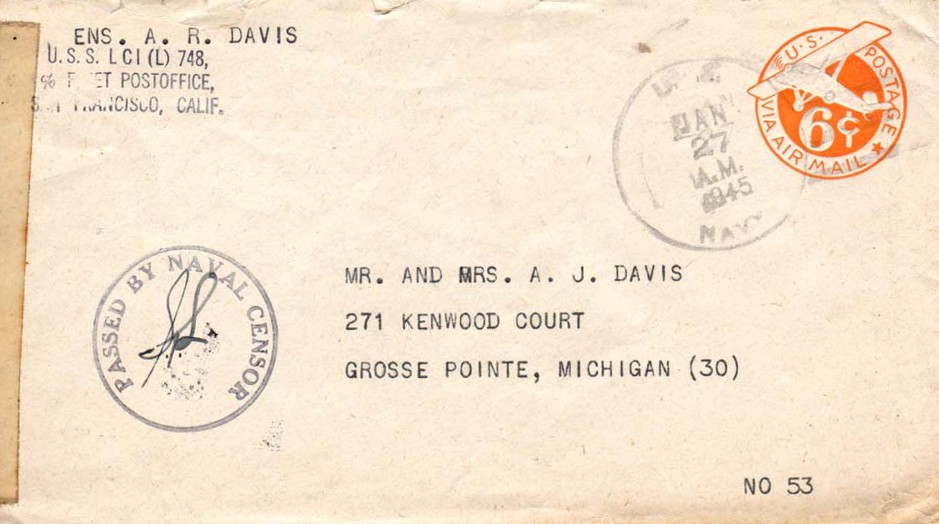 ENS. A. R. DAVIS
U.S.S. LCI (L) 748,
% POSTOFFICE,
FRANCISCO, CALIF.
U.S. POSTAGE
6¢
VIA AIR MAIL
U. S.
JAN
27
A.M.
1945
NAVY
PASSED BY NAVAL CENSOR
MR. AND MRS. A. J. DAVIS
271 KENWOOD COURT
GROSSE POINTE, MICHIGAN (30)
NO 53